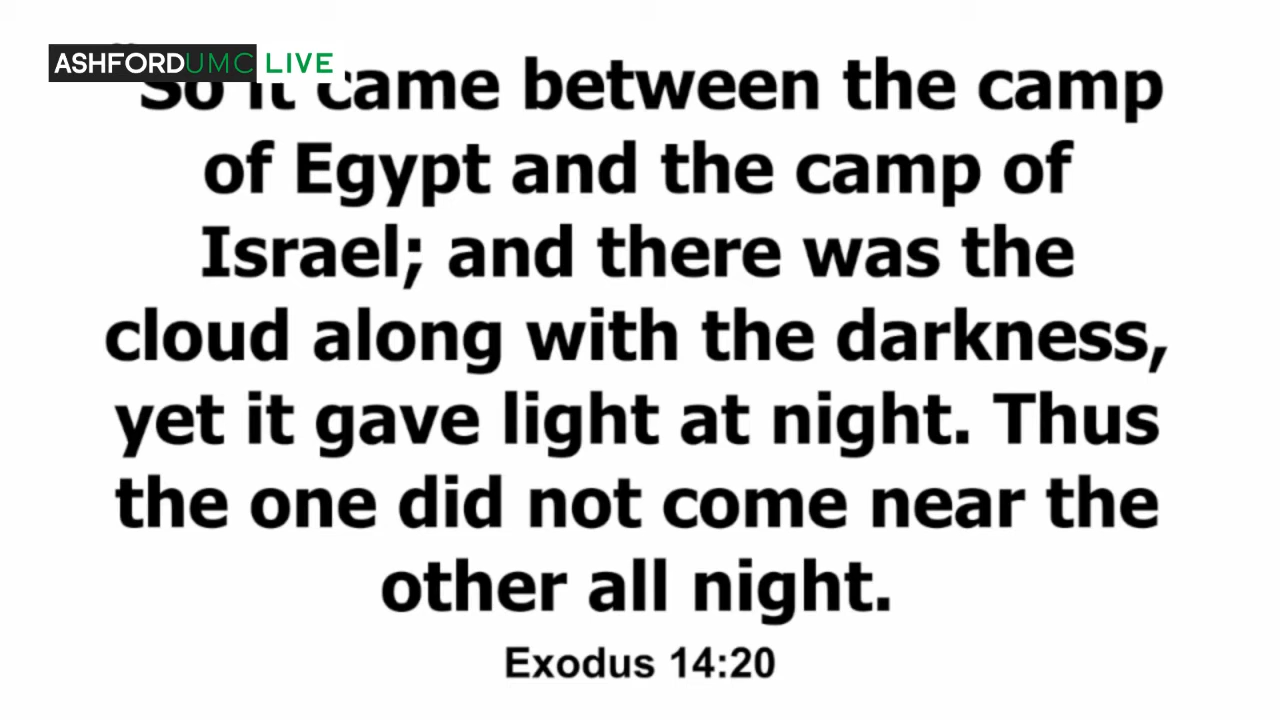 ASHFORDUMC LIVE
So it came between the camp
of Egypt and the camp of
Israel; and there was the
cloud along with the darkness,
yet it gave light at night. Thus
the one did not come near the
other all night.
Exodus 14:20